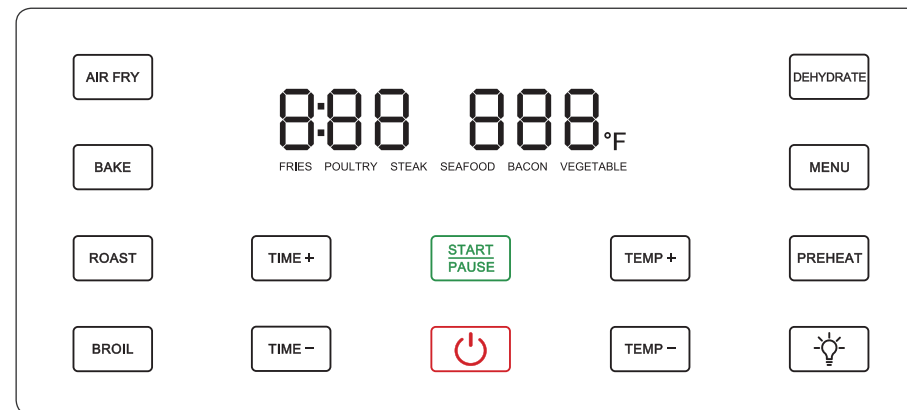 AIR FRY
8:88 888°F
DEHYDRATE
FRIES POULTRY STEAK SEAFOOD BACON VEGETABLE
BAKE
MENU
ROAST
TIME +
START
PAUSE
TEMP +
PREHEAT
BROIL
TIME −
TEMP −